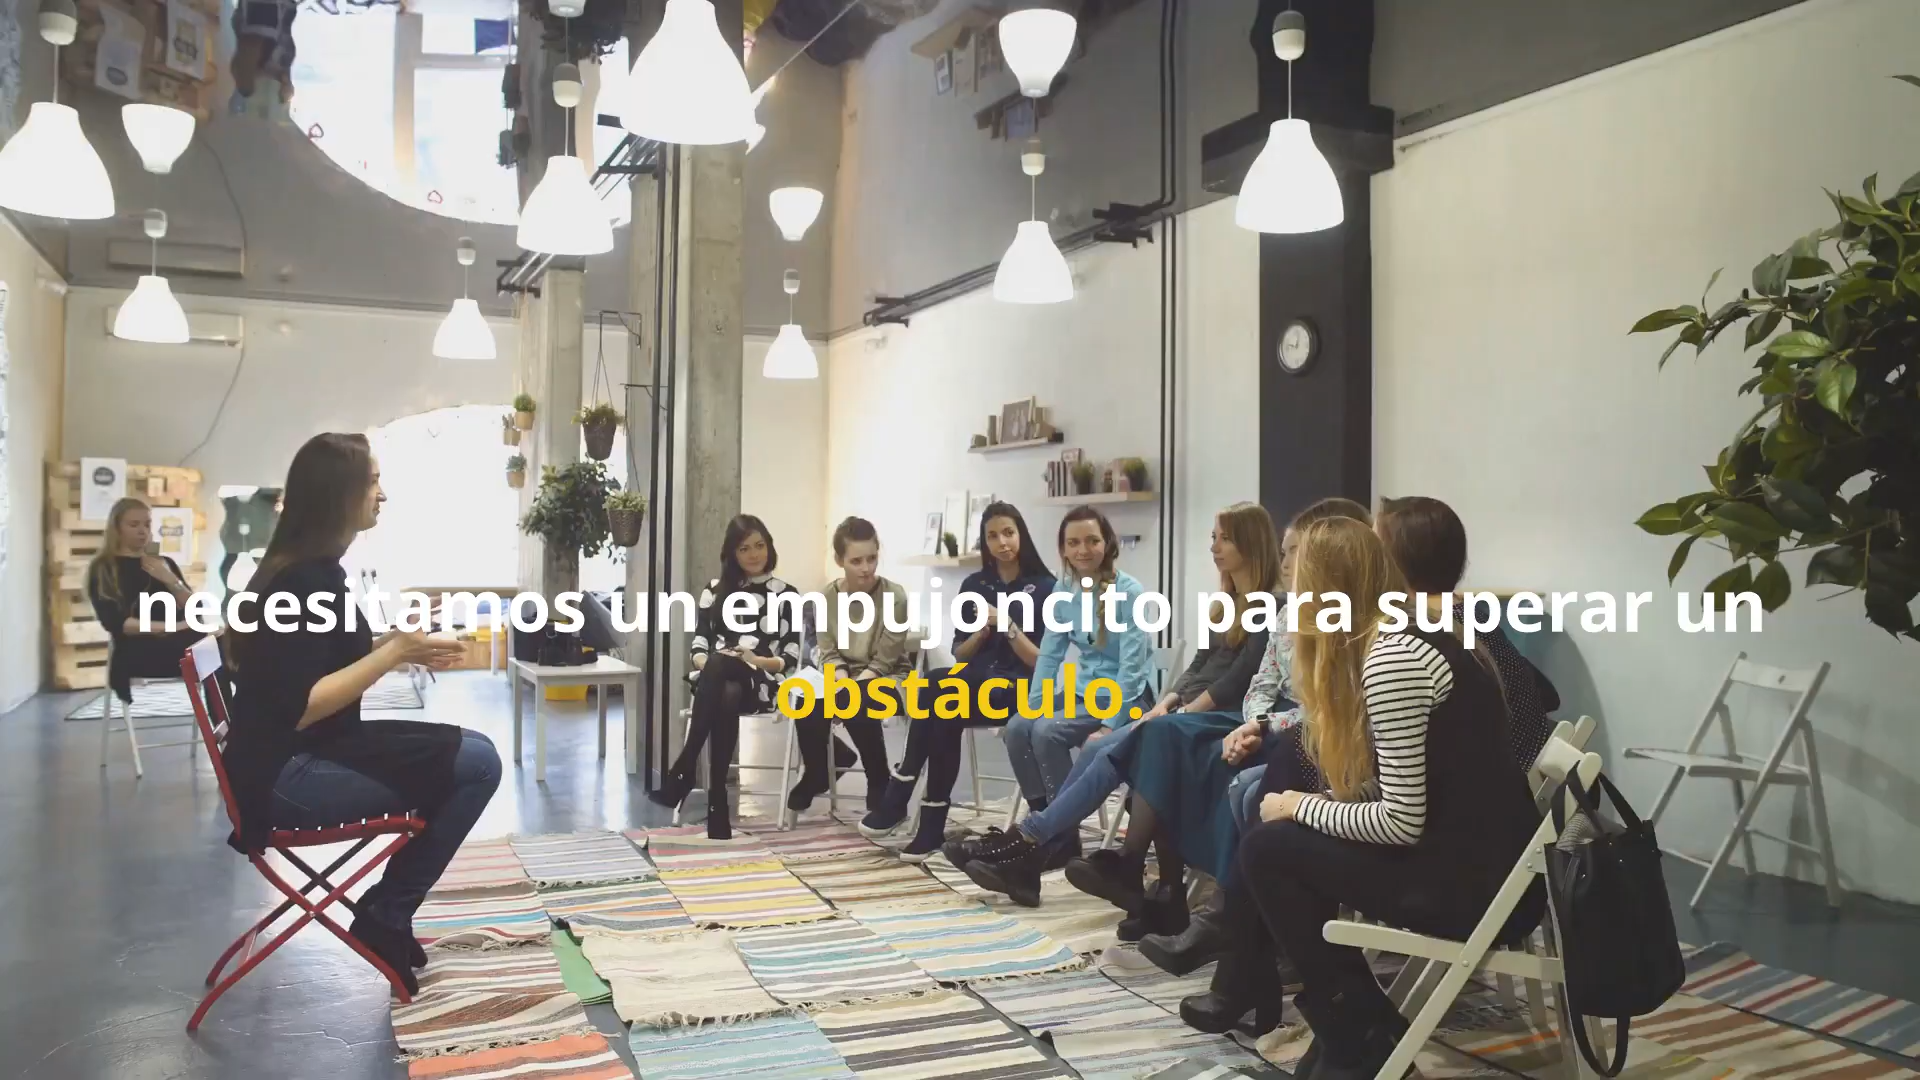 necesitamos un empujoncito para superar un
obstáculo.